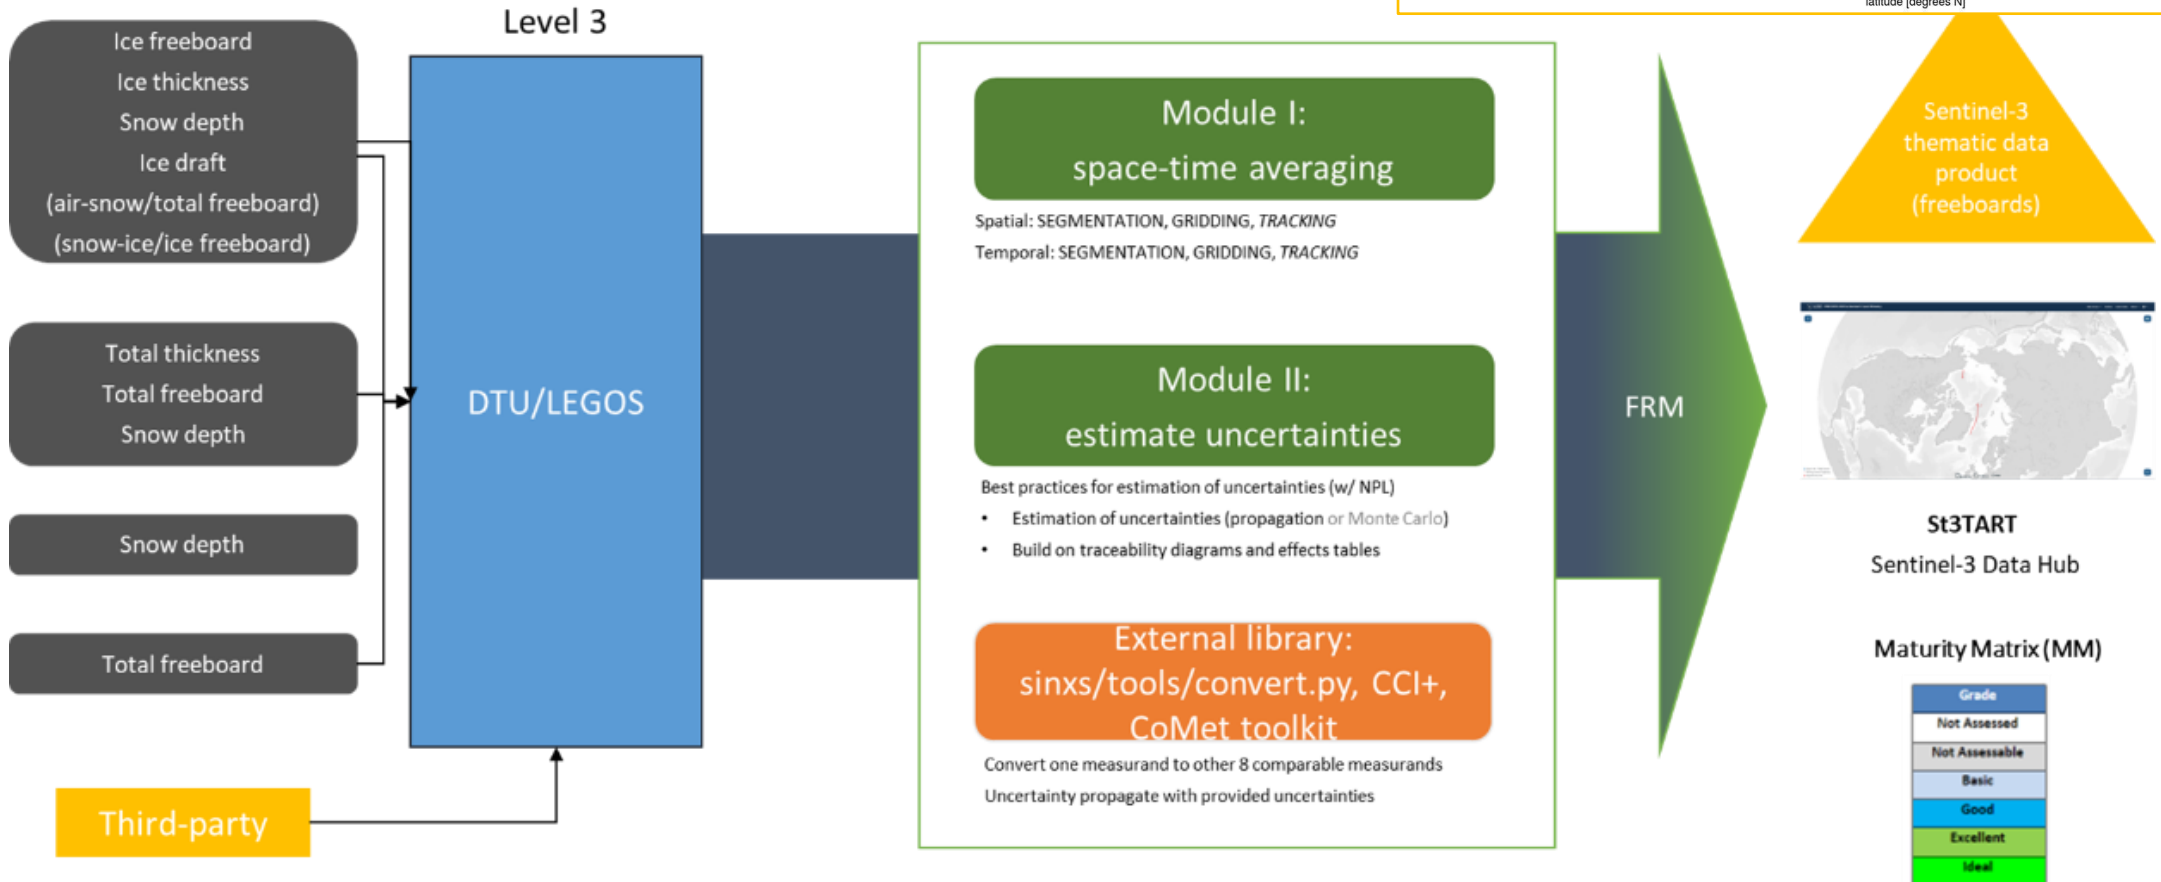 Level 3
Ice freeboard
Ice thickness
Snow depth
Ice draft
(air-snow/total freeboard)
(snow-ice/ice freeboard)
Total thickness
Total freeboard
Snow depth
Snow depth
Total freeboard
Third-party
DTU/LEGOS
Module I:
space-time averaging
Spatial: SEGMENTATION, GRIDDING, TRACKING
Temporal: SEGMENTATION, GRIDDING, TRACKING
Module II:
estimate uncertainties
Best practices for estimation of uncertainties (w/ NPL)
• Estimation of uncertainties (propagation or Monte Carlo)
• Build on traceability diagrams and effects tables
External library:
sinxs/tools/convert.py, CCI+,
CoMet toolkit
Convert one measurand to other 8 comparable measurands
Uncertainty propagate with provided uncertainties
FRM
latitude [degrees N]
Sentinel-3
thematic data
product
(freeboards)
St3TART
Sentinel-3 Data Hub
Maturity Matrix (MM)
Grade
Not Assessed
Not Assessable
Basic
Good
Excellent
Ideal